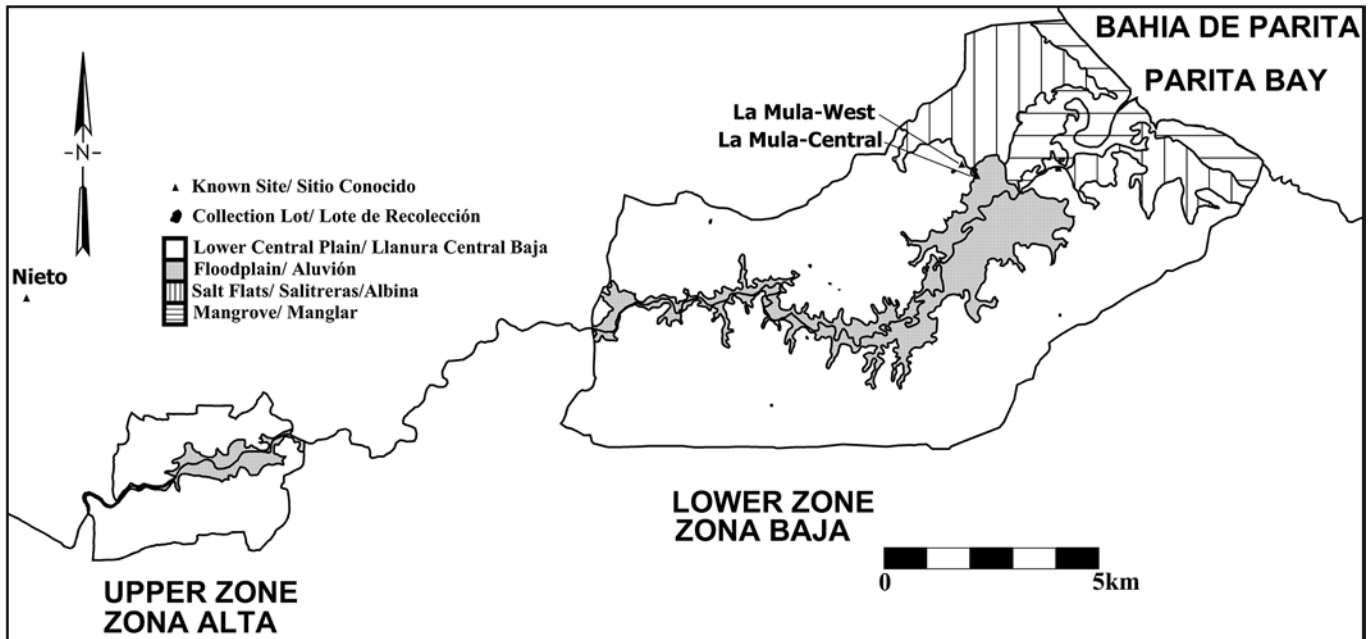 BAHIA DE PARITA
PARITA BAY
La Mula-West
La Mula-Central
N
Known Site/ Sitio Conocido
Collection Lot/ Lote de Recolección
Lower Central Plain/ Llanura Central Baja
Floodplain/ Aluvión
Salt Flats/ Salitreras/Albina
Mangrove/ Manglar
Nieto
LOWER ZONE
ZONA BAJA
0 5km
UPPER ZONE
ZONA ALTA